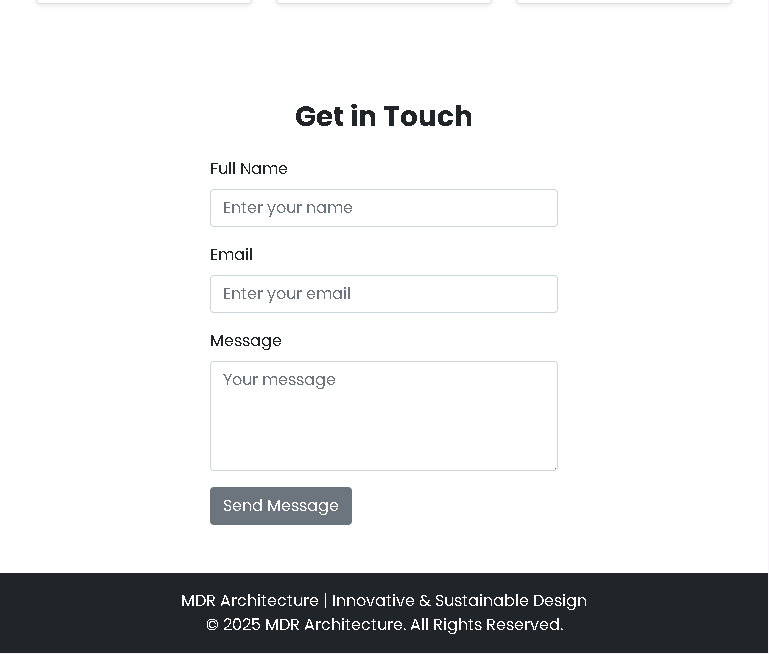 Get in Touch
Full Name
Enter your name
Email
Enter your email
Message
Your message
Send Message
MDR Architecture | Innovative & Sustainable Design
© 2025 MDR Architecture. All Rights Reserved.